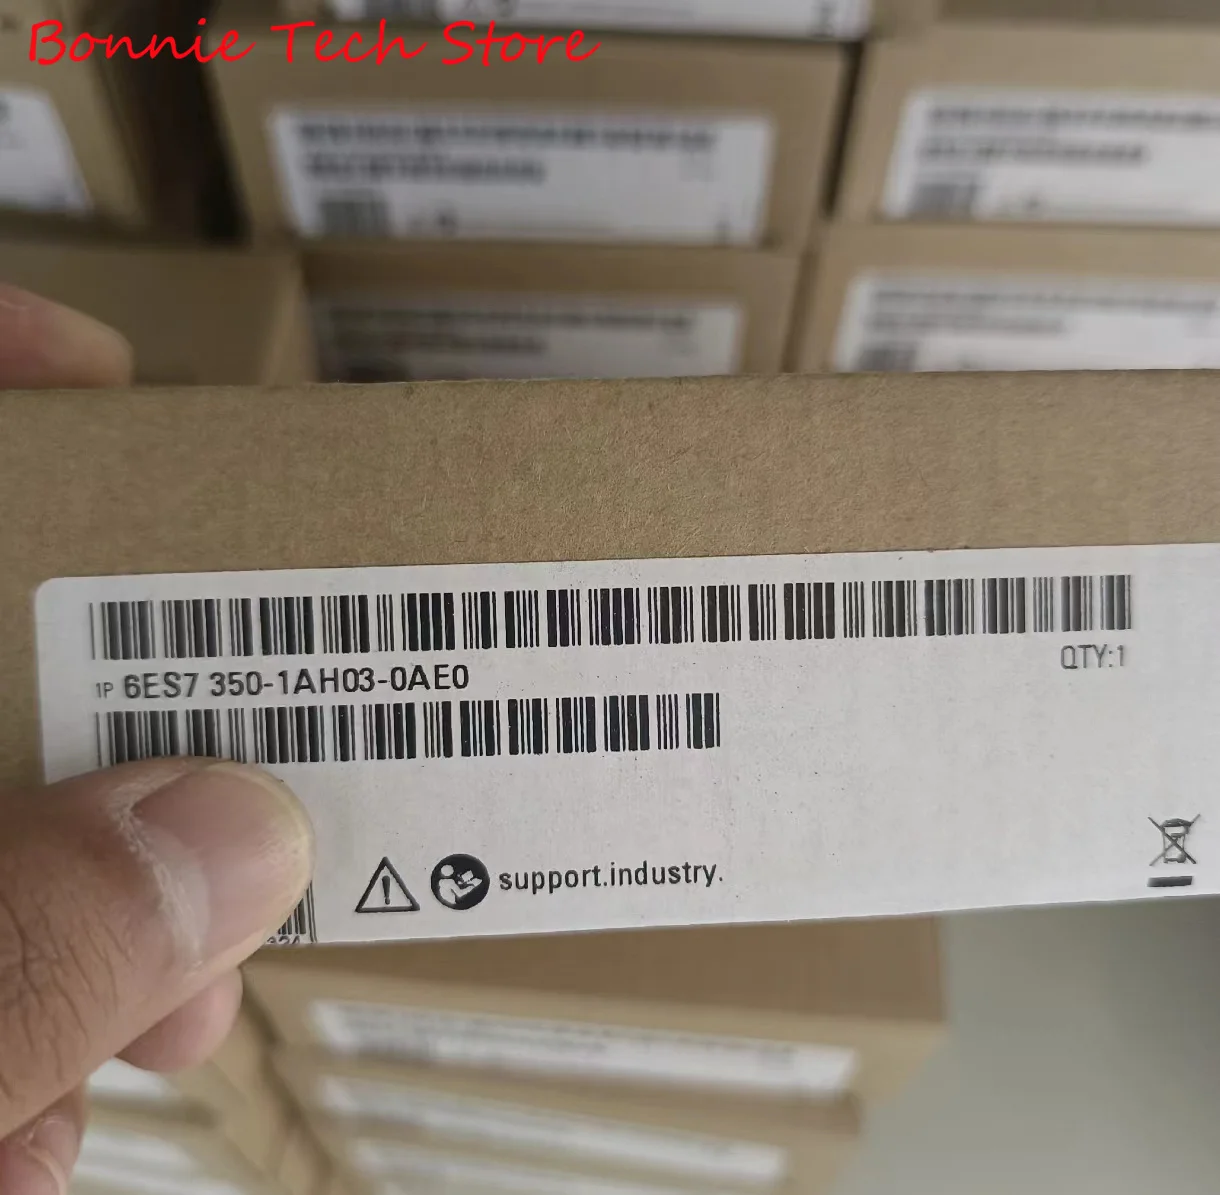 Bonnie Tech Store
1P 6ES7 350-1AH03-0AE0
QTY:1
support.industry.